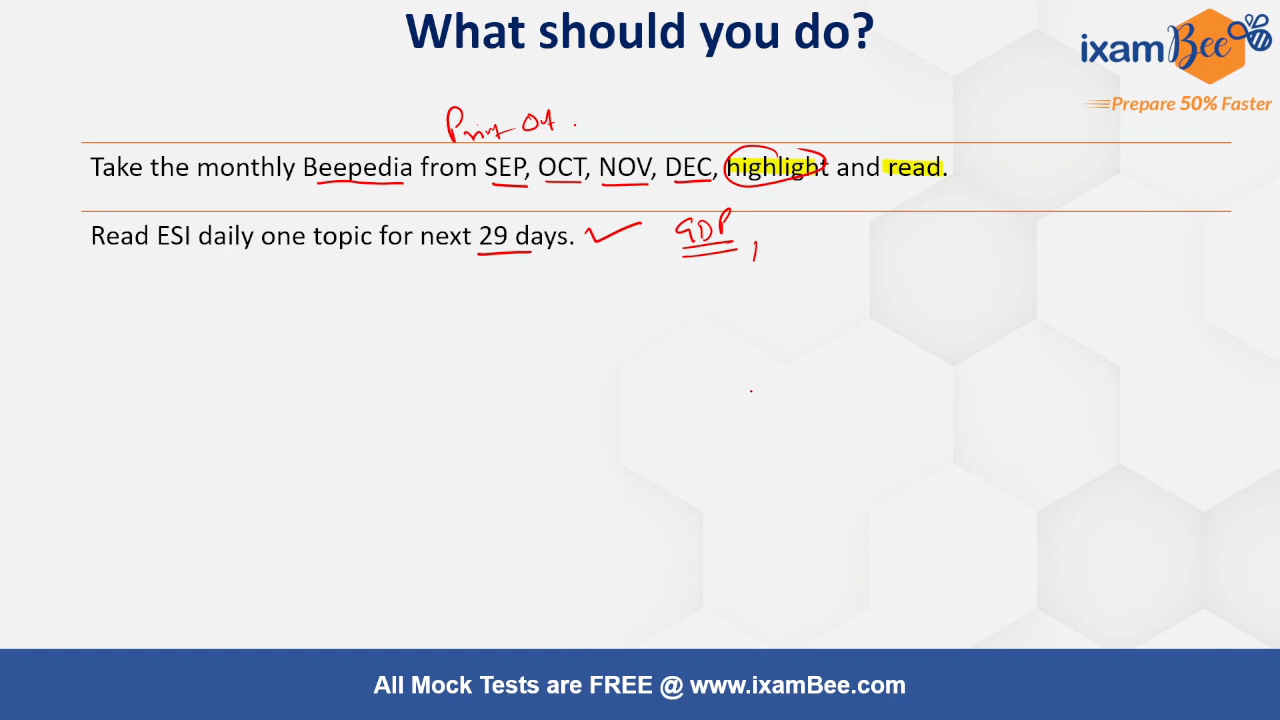 What should you do?
ixamBee
Prepare 50% Faster
Print Out
Take the monthly Beepedia from SEP, OCT, NOV, DEC, highlight and read.
Read ESI daily one topic for next 29 days. GDP,
All Mock Tests are FREE @ www.ixamBee.com